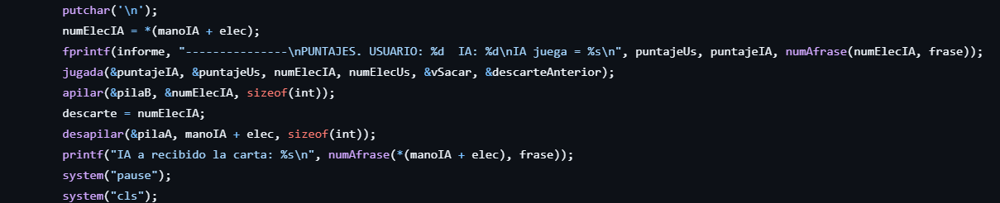 putchar('\n');
numElecIA = *(manoIA + elec);
fprintf(informe, "---------------\nPUNTAJES. USUARIO: %d  IA: %d\nIA juega = %s\n", puntajeUs, puntajeIA, numAfrase(numElecIA, frase));
jugada(&puntajeIA, &puntajeUs, numElecIA, numElecUs, &vSacar, &descarteAnterior);
apilar(&pilaB, &numElecIA, sizeof(int));
descarte = numElecIA;
desapilar(&pilaA, manoIA + elec, sizeof(int));
printf("IA a recibido la carta: %s\n", numAfrase(*(manoIA + elec), frase));
system("pause");
system("cls");